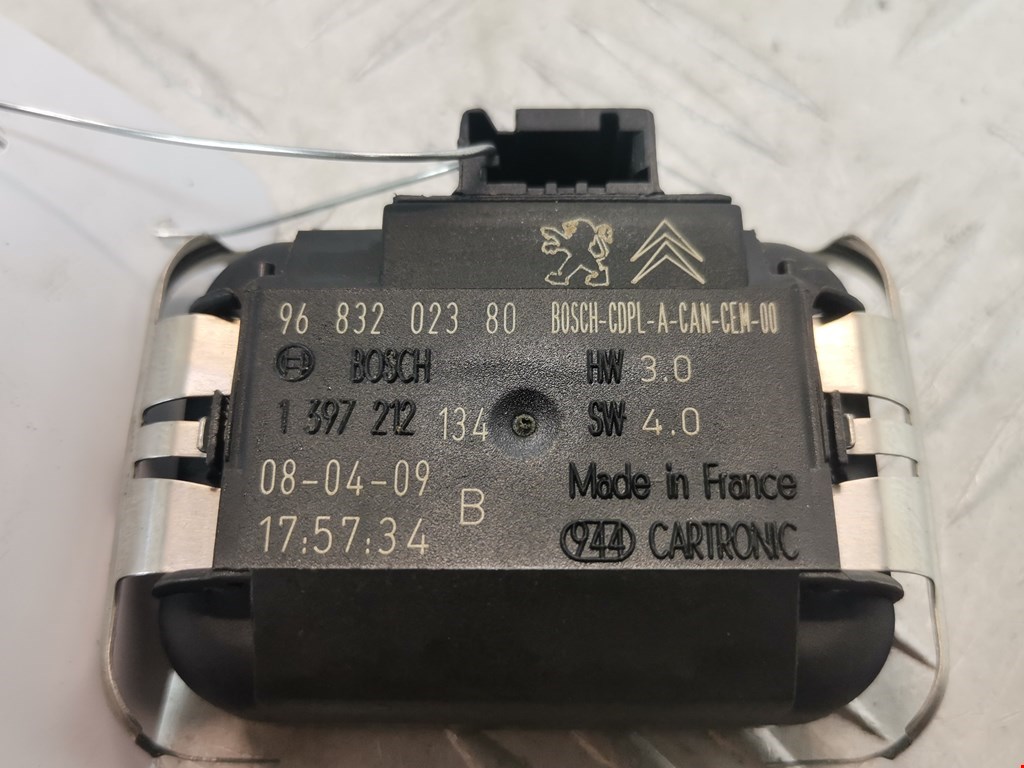 96 832 023 80 BOSCH-CDPL-A-CAN-CEM-00
BOSCH HW 3.0
1 397 212 134 SW 4.0
08-04-09 B Made in France
17:57:34 944 CARTRONIC